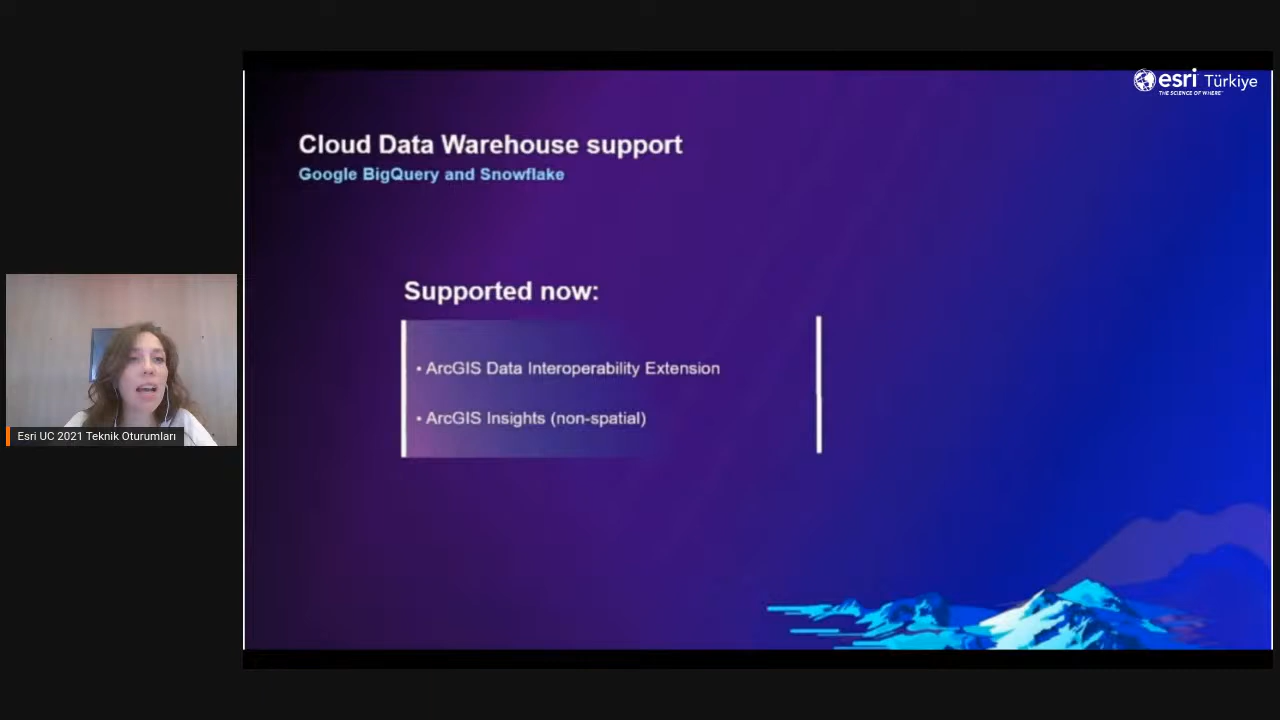 esri Türkiye
THE SCIENCE OF WHERE™
Cloud Data Warehouse support
Google BigQuery and Snowflake
Supported now:
• ArcGIS Data Interoperability Extension
• ArcGIS Insights (non-spatial)
Esri UC 2021 Teknik Oturumları